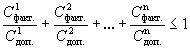 C¹факт./C¹доп. + C²факт./C²доп. + ... + Cⁿфакт./Cⁿдоп. ≤ 1